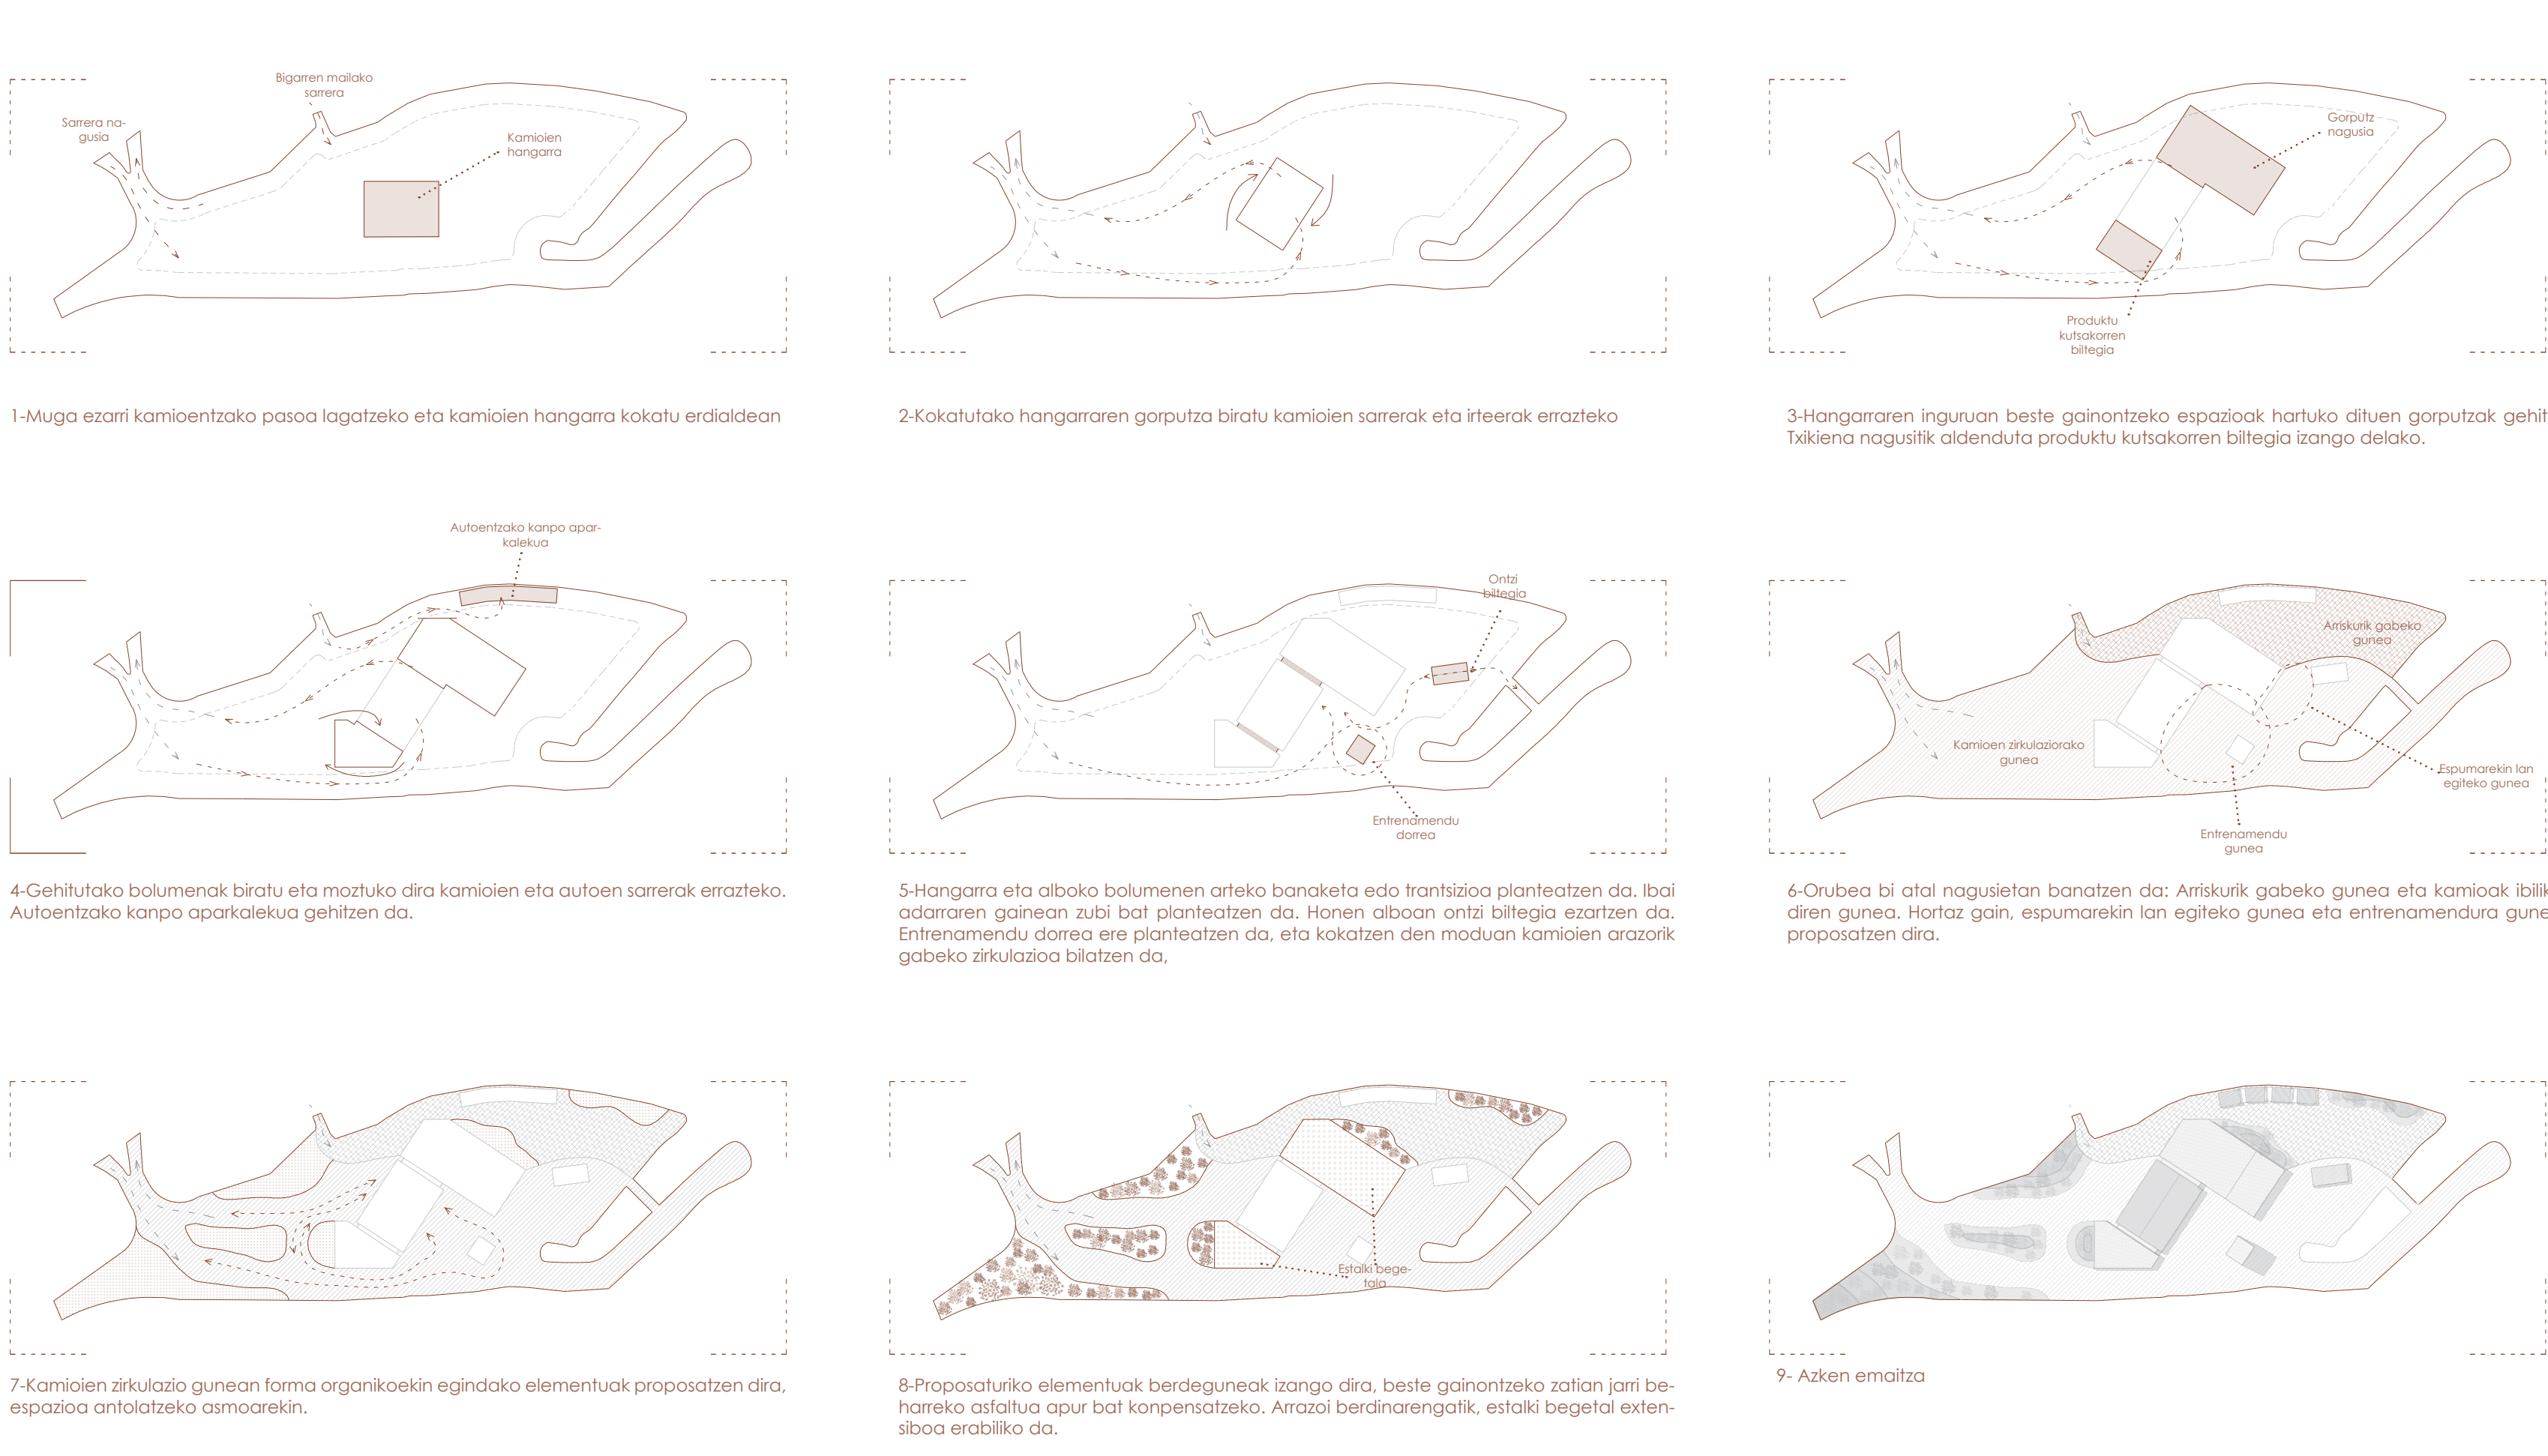 Bigarren mailako
sarrera
Sarrera na-
gusia
Kamioien
hangarra
1-Muga ezarri kamioentzako pasoa lagatzeko eta kamioien hangarra kokatu erdialdean
2-Kokatutako hangarraren gorputza biratu kamioien sarrerak eta irteerak errazteko
Gorputz
nagusia
Produktu
kutsakorren
biltegia
3-Hangarraren inguruan beste gainontzeko espazioak hartuko dituen gorputzak gehit
Txikiena nagusitik aldenduta produktu kutsakorren biltegia izango delako.
Autoentzako kanpo apar-
kalekua
4-Gehitutako bolumenak biratu eta moztuko dira kamioien eta autoen sarrerak errazteko.
Autoentzako kanpo aparkalekua gehitzen da.
Ontzi
biltegia
Entrenamendu
dorrea
5-Hangarra eta alboko bolumenen arteko banaketa edo trantsizioa planteatzen da. Ibai
adarraren gainean zubi bat planteatzen da. Honen alboan ontzi biltegia ezartzen da.
Entrenamendu dorrea ere planteatzen da, eta kokatzen den moduan kamioien arazorik
gabeko zirkulazioa bilatzen da,
Arriskurik gabeko
gunea
Kamioen zirkulaziorako
gunea
Espumarekin lan
egiteko gunea
Entrenamendu
gunea
6-Orubea bi atal nagusietan banatzen da: Arriskurik gabeko gunea eta kamioak ibilik
diren gunea. Hortaz gain, espumarekin lan egiteko gunea eta entrenamendura gune
proposatzen dira.
7-Kamioien zirkulazio gunean forma organikoekin egindako elementuak proposatzen dira,
espazioa antolatzeko asmoarekin.
Estalki bege-
tala
8-Proposaturiko elementuak berdeguneak izango dira, beste gainontzeko zatian jarri be-
harreko asfaltua apur bat konpensatzeko. Arrazoi berdinarengatik, estalki begetal exten-
siboa erabiliko da.
9- Azken emaitza